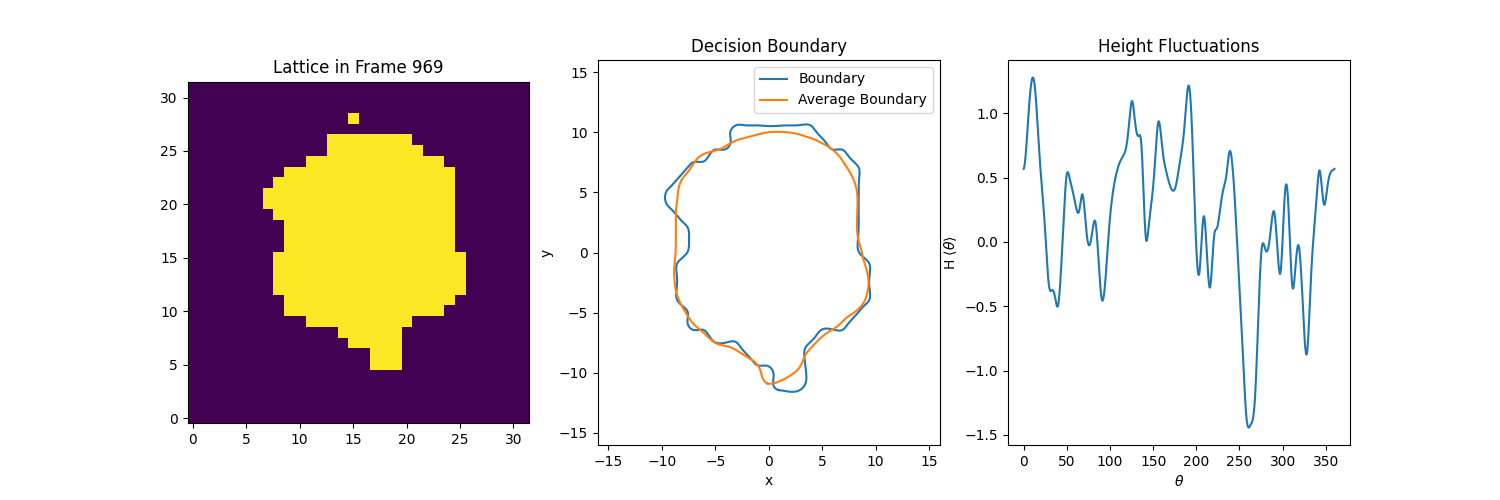 Lattice in Frame 969
30
25
20
15
10
5
0
0 5 10 15 20 25 30
Decision Boundary
Boundary
Average Boundary
y
15
10
5
0
−5
−10
−15
−15 −10 −5 0 5 10 15
x
Height Fluctuations
H ⟨θ⟩
1.0
0.5
0.0
−0.5
−1.0
−1.5
0 50 100 150 200 250 300 350
θ